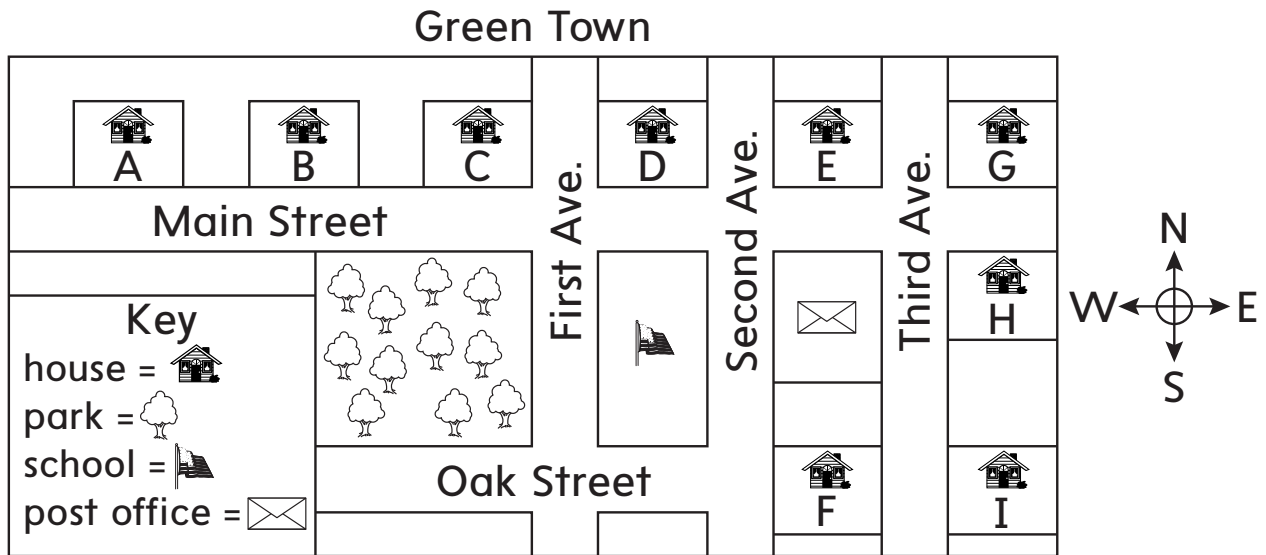 Green Town
A
B
C
D
E
G
Main Street
First Ave.
Second Ave.
Third Ave.
H
Key
house =
park =
school =
post office =
Oak Street
F
I
N
W
E
S